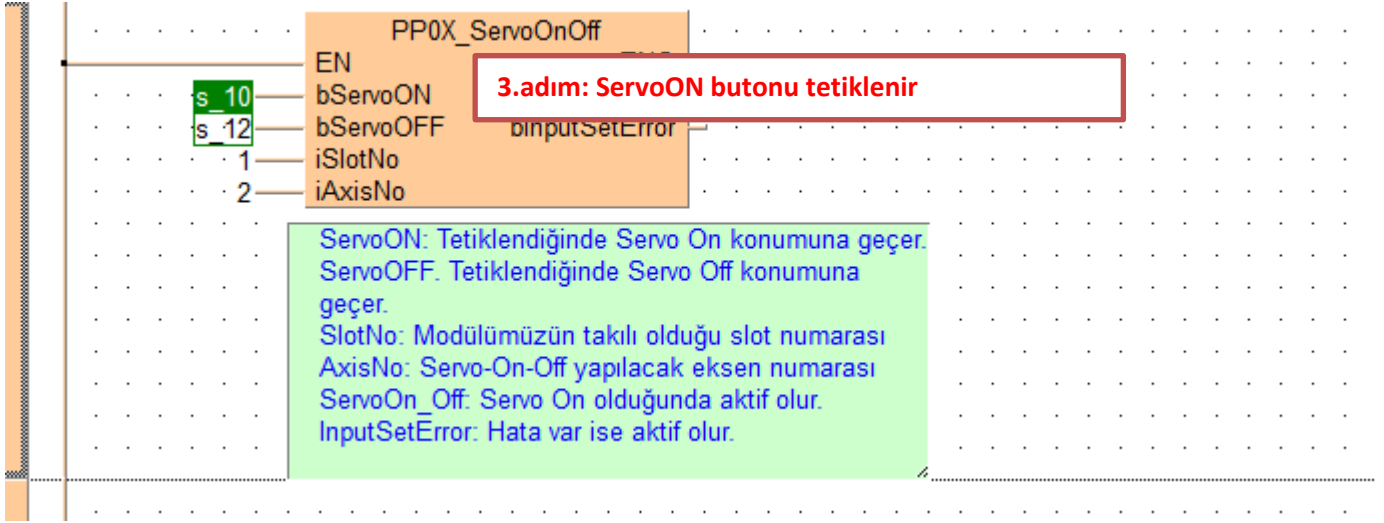 PP0X_ServoOnOff
EN
3.adım: ServoON butonu tetiklenir
s_10 bServoON
s_12 bServoOFF bInputSetError
1 iSlotNo
2 iAxisNo
ServoON: Tetiklendiğinde Servo On konumuna geçer.
ServoOFF. Tetiklendiğinde Servo Off konumuna
geçer.
SlotNo: Modülümüzün takılı olduğu slot numarası
AxisNo: Servo-On-Off yapılacak eksen numarası
ServoOn_Off: Servo On olduğunda aktif olur.
InputSetError: Hata var ise aktif olur.